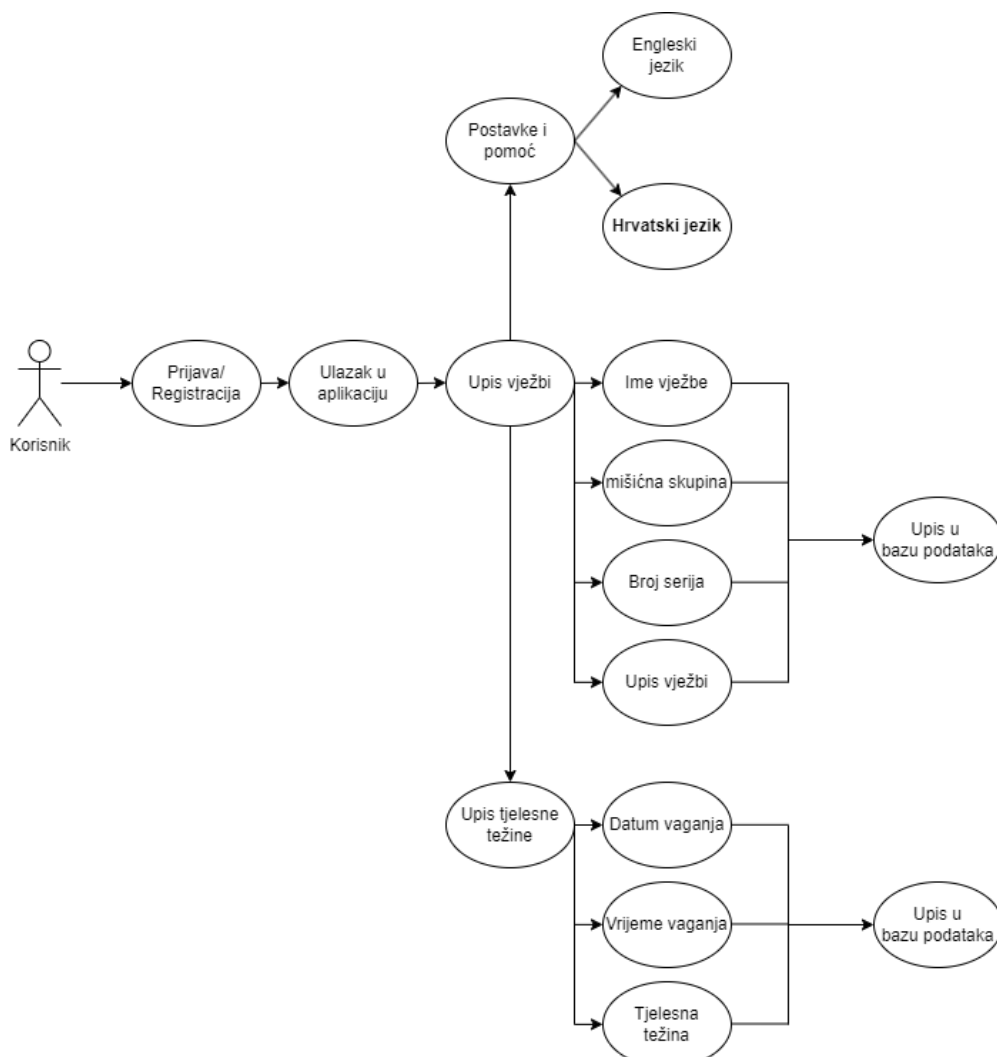 Engleski
jezik
Postavke i
pomoć
Hrvatski jezik
Korisnik
Prijava/
Registracija
Ulazak u
aplikaciju
Upis vježbi
Ime vježbe
mišićna skupina
Broj serija
Upis vježbi
Upis u
bazu podataka
Upis tjelesne
težine
Datum vaganja
Vrijeme vaganja
Tjelesna
težina
Upis u
bazu podataka